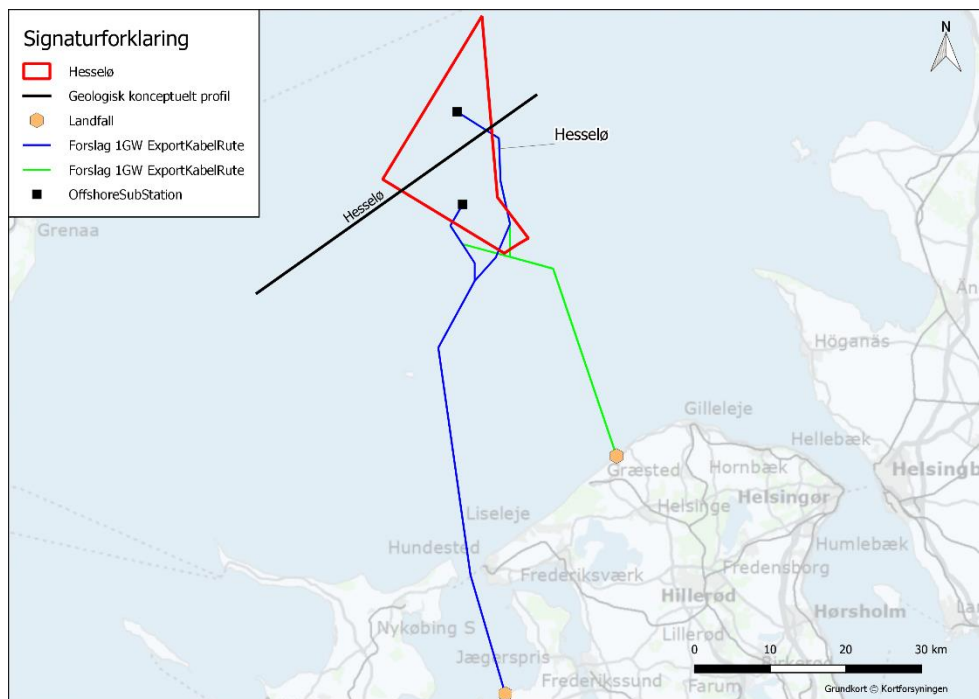 Signaturforklaring
Hesselø
Geologisk konceptuelt profil
Landfall
Forslag 1GW ExportKabelRute
Forslag 1GW ExportKabelRute
OffshoreSubStation
N
Hesselø
Hesselø
Grenaa
Höganäs
Gilleleje
Hellebæk
Græsted
Hornbæk
Helsingb
Helsinge
Helsingør
Liseleje
Hundested
Humlebæk
Frederiksværk
Fredensborg
Hillerød
Hørsholm
Nykøbing S
Lillerød
Jægerspris
Birkerød
Frederikssund
Farum
0 10 20 30 km
Grundkort © Kortforsyningen